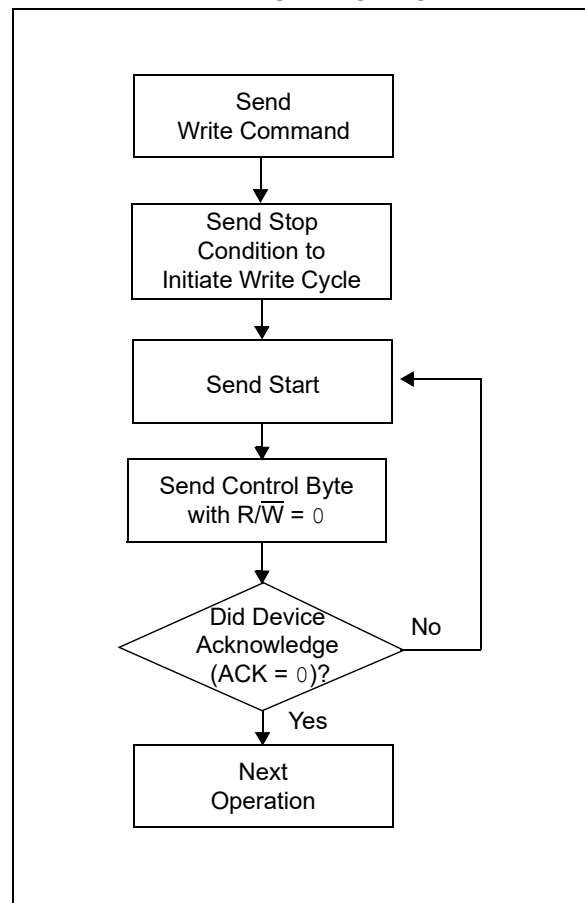 Send
Write Command
Send Stop
Condition to
Initiate Write Cycle
Send Start
Send Control Byte
with R/W̅ = 0
Did Device
Acknowledge
(ACK = 0)?
No
Yes
Next
Operation